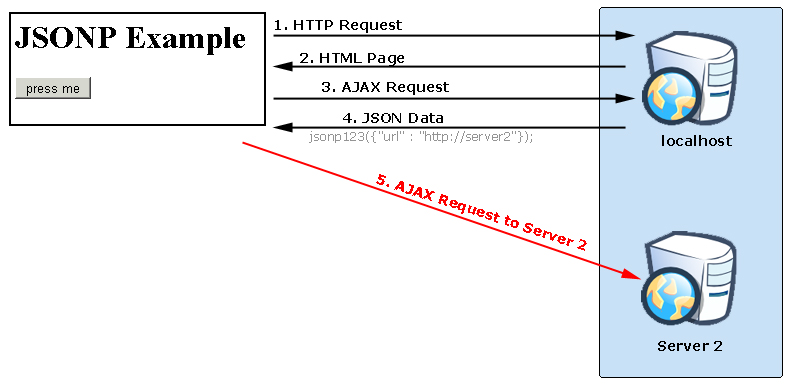 JSONP Example
press me
1. HTTP Request
2. HTML Page
3. AJAX Request
4. JSON Data
jsonp123({"url" : "http://server2"});
localhost
5. AJAX Request to Server 2
Server 2